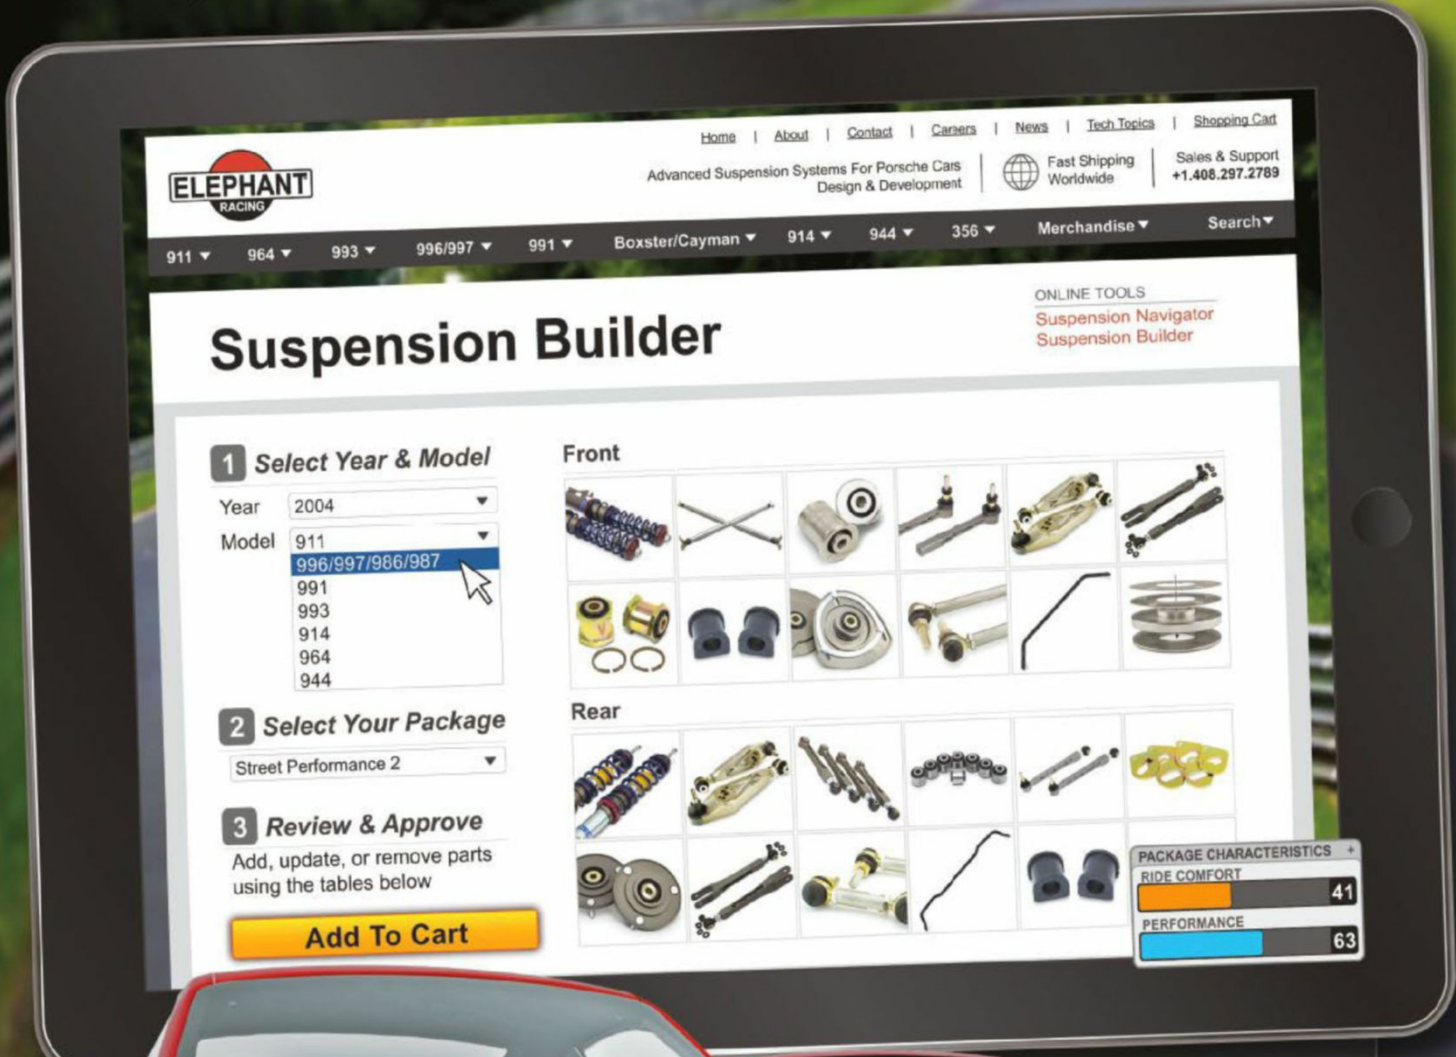 Home | About | Contact | Careers | News | Tech Topics | Shopping Cart
ELEPHANT
RACING
Advanced Suspension Systems For Porsche Cars
Design & Development
Fast Shipping
Worldwide
Sales & Support
+1.408.297.2789
911 ▼ 964 ▼ 993 ▼ 996/997 ▼ 991 ▼ Boxster/Cayman ▼ 914 ▼ 944 ▼ 356 ▼ Merchandise ▼ Search ▼
Suspension Builder
ONLINE TOOLS
Suspension Navigator
Suspension Builder
1 Select Year & Model
Year 2004
Model 911
996/997/986/987
991
993
914
964
944
2 Select Your Package
Street Performance 2
3 Review & Approve
Add, update, or remove parts
using the tables below
Add To Cart
Front
Rear
PACKAGE CHARACTERISTICS +
RIDE COMFORT
41
PERFORMANCE
63